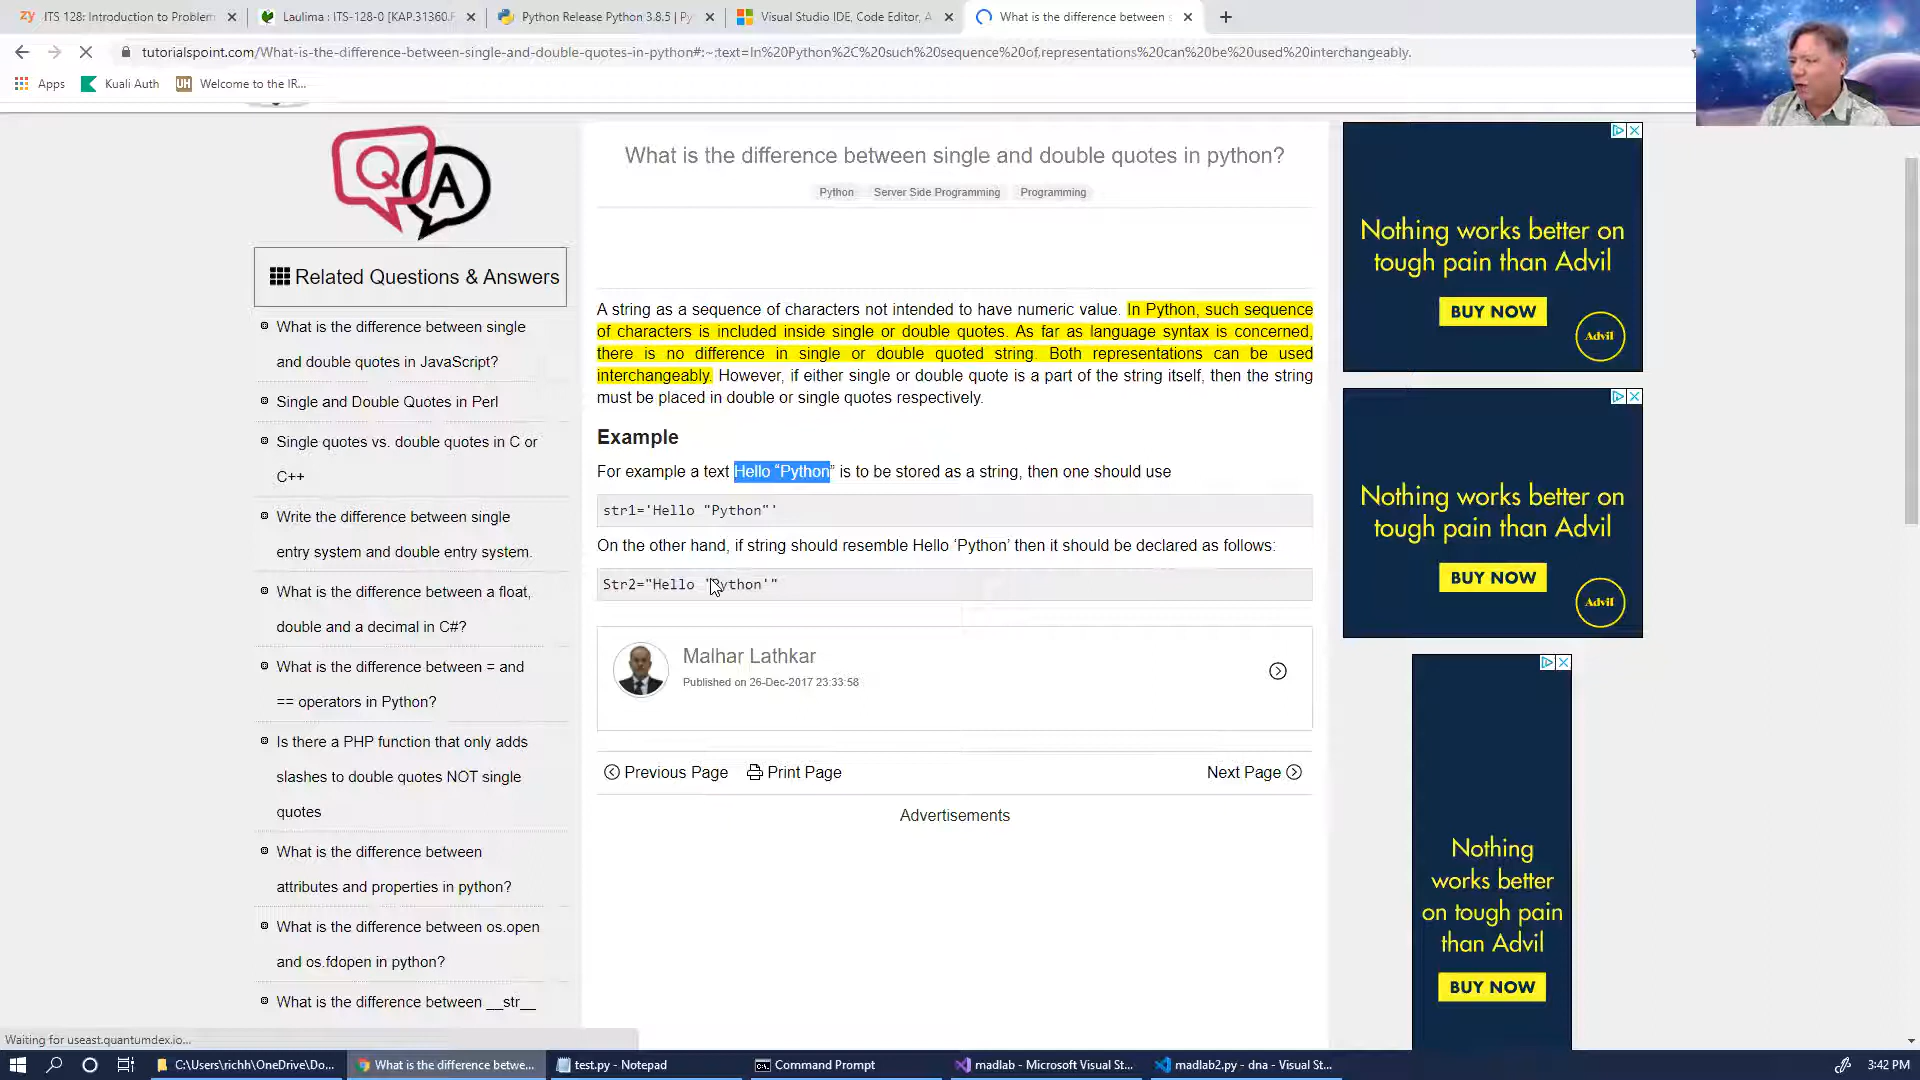 ITS 128: Introduction to Problem
Laulima : ITS-128-0 [KAP.31360.F
Python Release Python 3.8.5 | Py
Visual Studio IDE, Code Editor, A
What is the difference between s
tutorialspoint.com/What-is-the-difference-between-single-and-double-quotes-in-python#:~:text=In%20Python%2C%20such%20sequence%20of,representations%20can%20be%20used%20interchangeably.
Apps
Kuali Auth
Welcome to the IR...
Q A
Related Questions & Answers
What is the difference between single
and double quotes in JavaScript?
Single and Double Quotes in Perl
Single quotes vs. double quotes in C or
C++
Write the difference between single
entry system and double entry system.
What is the difference between a float,
double and a decimal in C#?
What is the difference between = and
== operators in Python?
Is there a PHP function that only adds
slashes to double quotes NOT single
quotes
What is the difference between
attributes and properties in python?
What is the difference between os.open
and os.fdopen in python?
What is the difference between __str__
What is the difference between single and double quotes in python?
Python Server Side Programming Programming
A string as a sequence of characters not intended to have numeric value. In Python, such sequence
of characters is included inside single or double quotes. As far as language syntax is concerned,
there is no difference in single or double quoted string. Both representations can be used
interchangeably. However, if either single or double quote is a part of the string itself, then the string
must be placed in double or single quotes respectively.
Example
For example a text Hello “Python” is to be stored as a string, then one should use
str1='Hello "Python"'
On the other hand, if string should resemble Hello ‘Python’ then it should be declared as follows:
Str2="Hello 'Python'"
Malhar Lathkar
Published on 26-Dec-2017 23:33:58
Previous Page
Print Page
Next Page
Advertisements
Nothing works better on
tough pain than Advil
BUY NOW
Advil
Nothing works better on
tough pain than Advil
BUY NOW
Advil
Nothing
works better
on tough pain
than Advil
BUY NOW
Waiting for useast.quantumdex.io...
C:\Users\richh\OneDrive\Do...
What is the difference betwe...
test.py - Notepad
Command Prompt
madlab - Microsoft Visual St...
madlab2.py - dna - Visual St...
3:42 PM